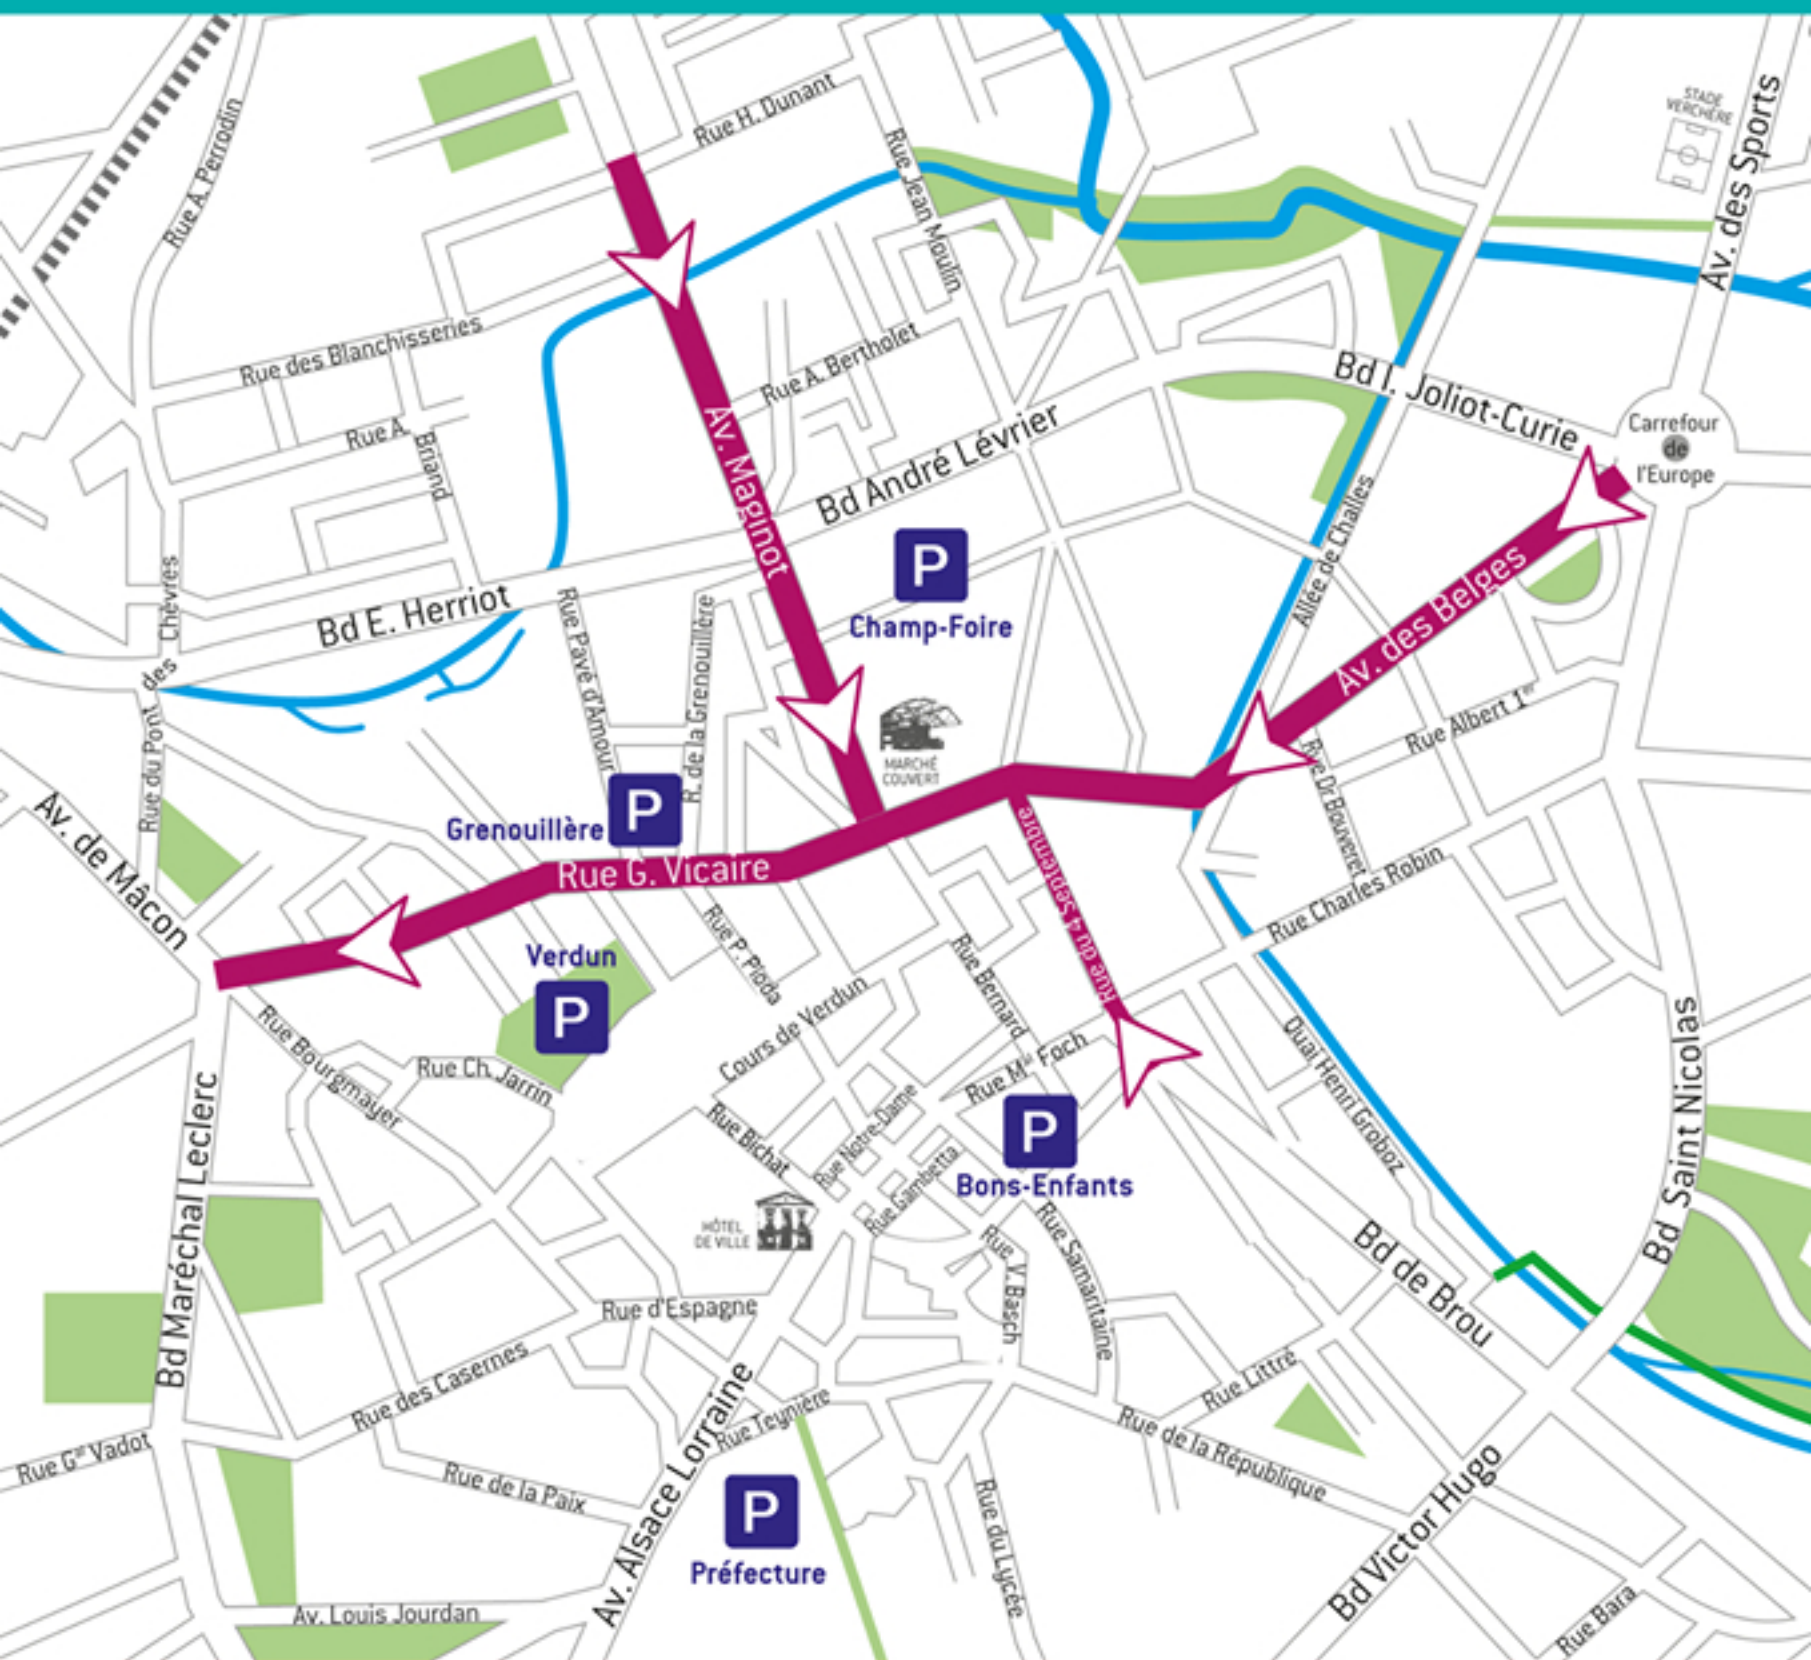 STADE
VERCHÈRE
Av. des Sports
Rue A. Perrodin
Rue H. Dunant
Rue Jean Moulin
Rue des Blanchisseries
Rue A. Bertholet
Bd I. Joliot-Curie
Carrefour
de
l'Europe
Rue A. Briand
Av. Maginot
Bd André Lévrier
Allée de Challes
Av. des Belges
P
Champ-Foire
Bd E. Herriot
Rue du Pont des Chèvres
Rue Pavé d'Amour
R. de la Grenouillère
MARCHÉ
COUVERT
Rue Albert 1er
Rue Dr Bouveret
Av. de Mâcon
P
Grenouillère
Rue G. Vicaire
Rue du 4 Septembre
Rue Charles Robin
Rue P. Pioda
Rue Bernard
Verdun
P
Cours de Verdun
Rue Bourgmayer
Rue Ch. Jarrin
Rue Mal Foch
Quai Henri Groboz
Bd Saint Nicolas
Bd Maréchal Leclerc
Rue Bichat
Rue Notre-Dame
Rue Gambetta
P
Bons-Enfants
HÔTEL
DE VILLE
Rue V. Basch
Rue Samaritaine
Bd de Brou
Rue d'Espagne
Rue des Casernes
Rue Littré
Rue Teynière
Av. Alsace Lorraine
Rue de la République
Rue Gal Vadot
Rue de la Paix
P
Préfecture
Rue du Lycée
Bd Victor Hugo
Av. Louis Jourdan
Rue Bara